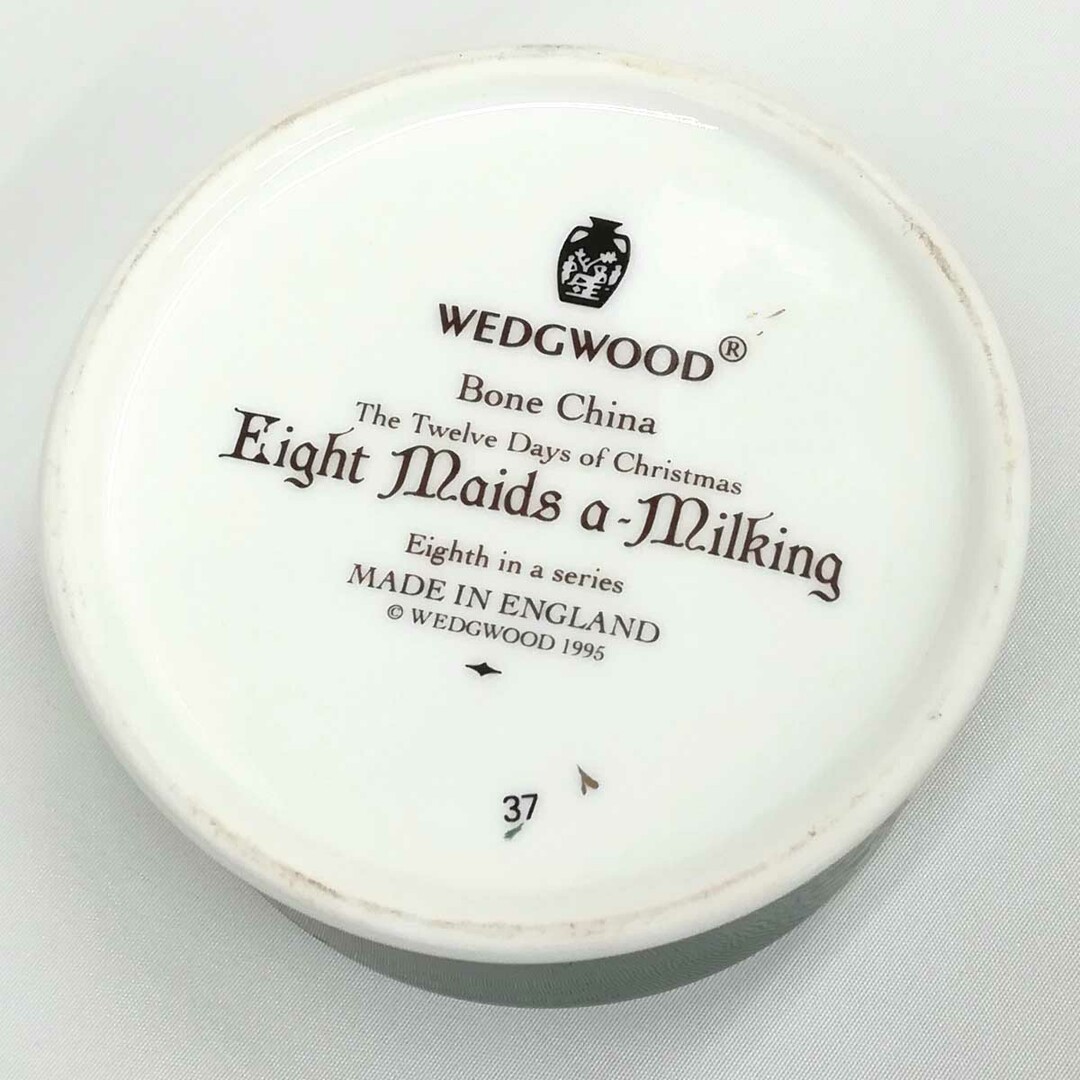 WEDGWOOD®
Bone China
The Twelve Days of Christmas
Eight Maids a-Milking
Eighth in a series
MADE IN ENGLAND
© WEDGWOOD 1995
37